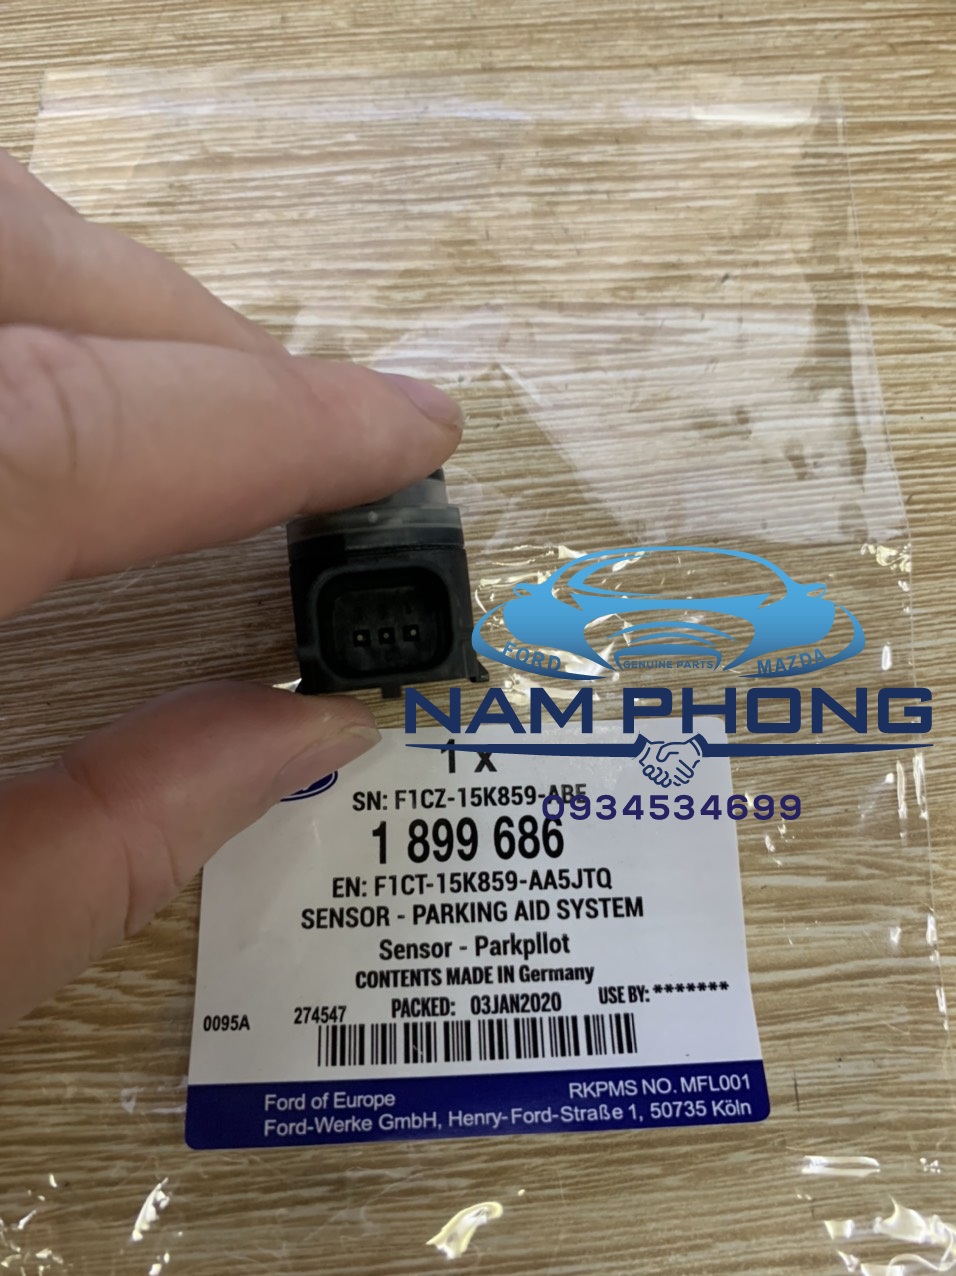 FORD
GENUINE PARTS
MAZDA
NAM PHONG
1 x
0934534699
SN: F1CZ-15K859-ABF
1 899 686
EN: F1CT-15K859-AA5JTQ
SENSOR - PARKING AID SYSTEM
Sensor - Parkpllot
CONTENTS MADE IN Germany
0095A 274547 PACKED: 03JAN2020 USE BY: *******
Ford of Europe RKPMS NO. MFL001
Ford-Werke GmbH, Henry-Ford-Straße 1, 50735 Köln